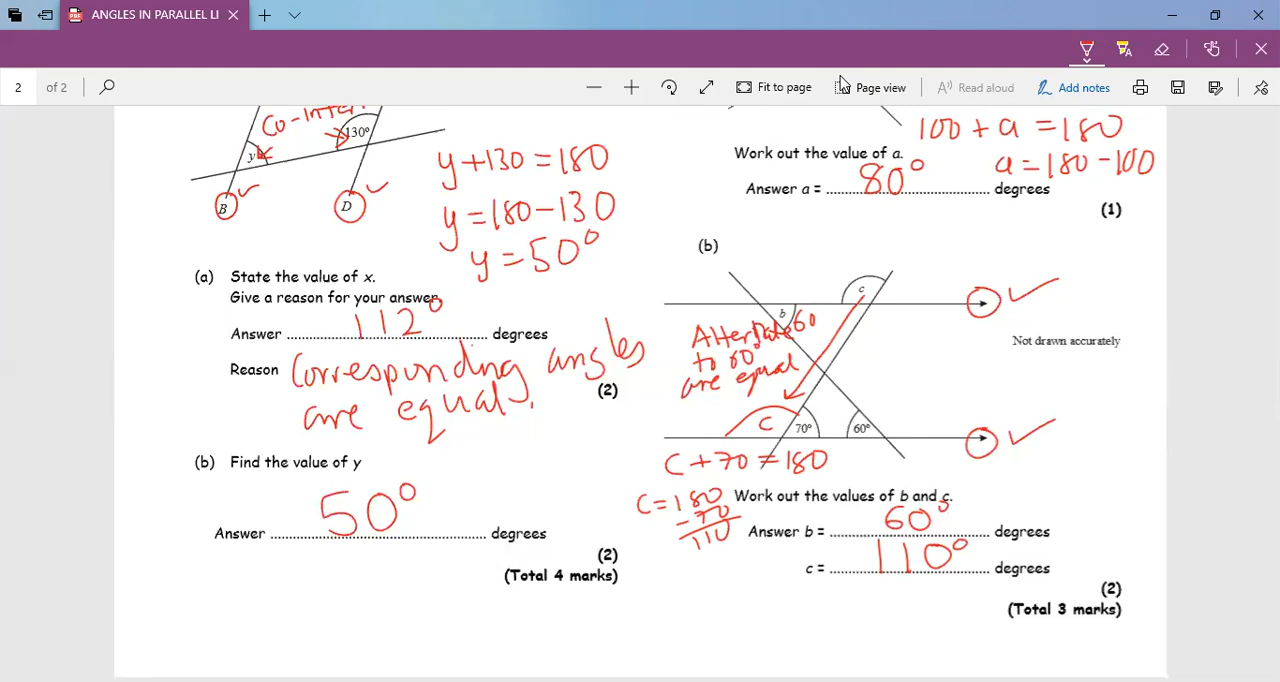 ANGLES IN PARALLEL LI
2 of 2
Fit to page
Page view
Read aloud
Add notes
Co-Inter
130°
y
B
D
y+130=180
y=180-130
y=50°
(a) State the value of x.
Give a reason for your answer.
Answer ........ 112° ........ degrees
Reason Corresponding angles
are equal.
(2)
(b) Find the value of y
Answer ........ 50° ........ degrees
(2)
(Total 4 marks)
100+a=180
Work out the value of a.
a=180-100
Answer a = ........ 80° ........ degrees
(1)
(b)
c
b
60
Alternate
to 60°
are equal
Not drawn accurately
c
70°
60°
C+70=180
C=180
-70
110
Work out the values of b and c.
Answer b = ........ 60° ........ degrees
c = ........ 110° ........ degrees
(2)
(Total 3 marks)